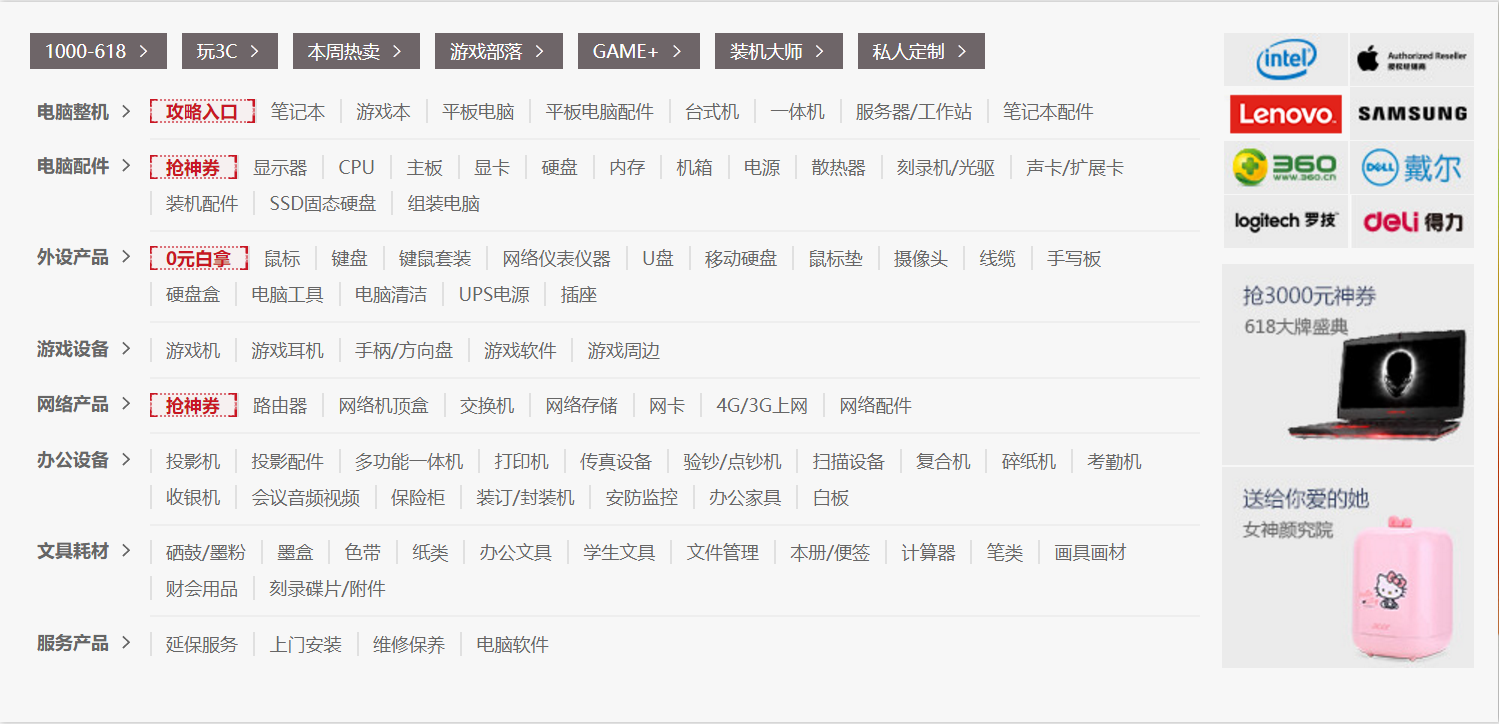 1000-618 玩3C 本周热卖 游戏部落 GAME+ 装机大师 私人定制
电脑整机 攻略入口 笔记本 游戏本 平板电脑 平板电脑配件 台式机 一体机 服务器/工作站 笔记本配件
电脑配件 抢神券 显示器 CPU 主板 显卡 硬盘 内存 机箱 电源 散热器 刻录机/光驱 声卡/扩展卡
装机配件 SSD固态硬盘 组装电脑
外设产品 0元白拿 鼠标 键盘 键鼠套装 网络仪表仪器 U盘 移动硬盘 鼠标垫 摄像头 线缆 手写板
硬盘盒 电脑工具 电脑清洁 UPS电源 插座
游戏设备 游戏机 游戏耳机 手柄/方向盘 游戏软件 游戏周边
网络产品 抢神券 路由器 网络机顶盒 交换机 网络存储 网卡 4G/3G上网 网络配件
办公设备 投影机 投影配件 多功能一体机 打印机 传真设备 验钞/点钞机 扫描设备 复合机 碎纸机 考勤机
收银机 会议音频视频 保险柜 装订/封装机 安防监控 办公家具 白板
文具耗材 硒鼓/墨粉 墨盒 色带 纸类 办公文具 学生文具 文件管理 本册/便签 计算器 笔类 画具画材
财会用品 刻录碟片/附件
服务产品 延保服务 上门安装 维修保养 电脑软件
intel
Authorized Reseller
授权经销商
Lenovo SAMSUNG
360 DELL 戴尔
www.360.cn
logitech 罗技 deli 得力
抢3000元神券
618大牌盛典
送给你爱的她
女神颜究院
acer